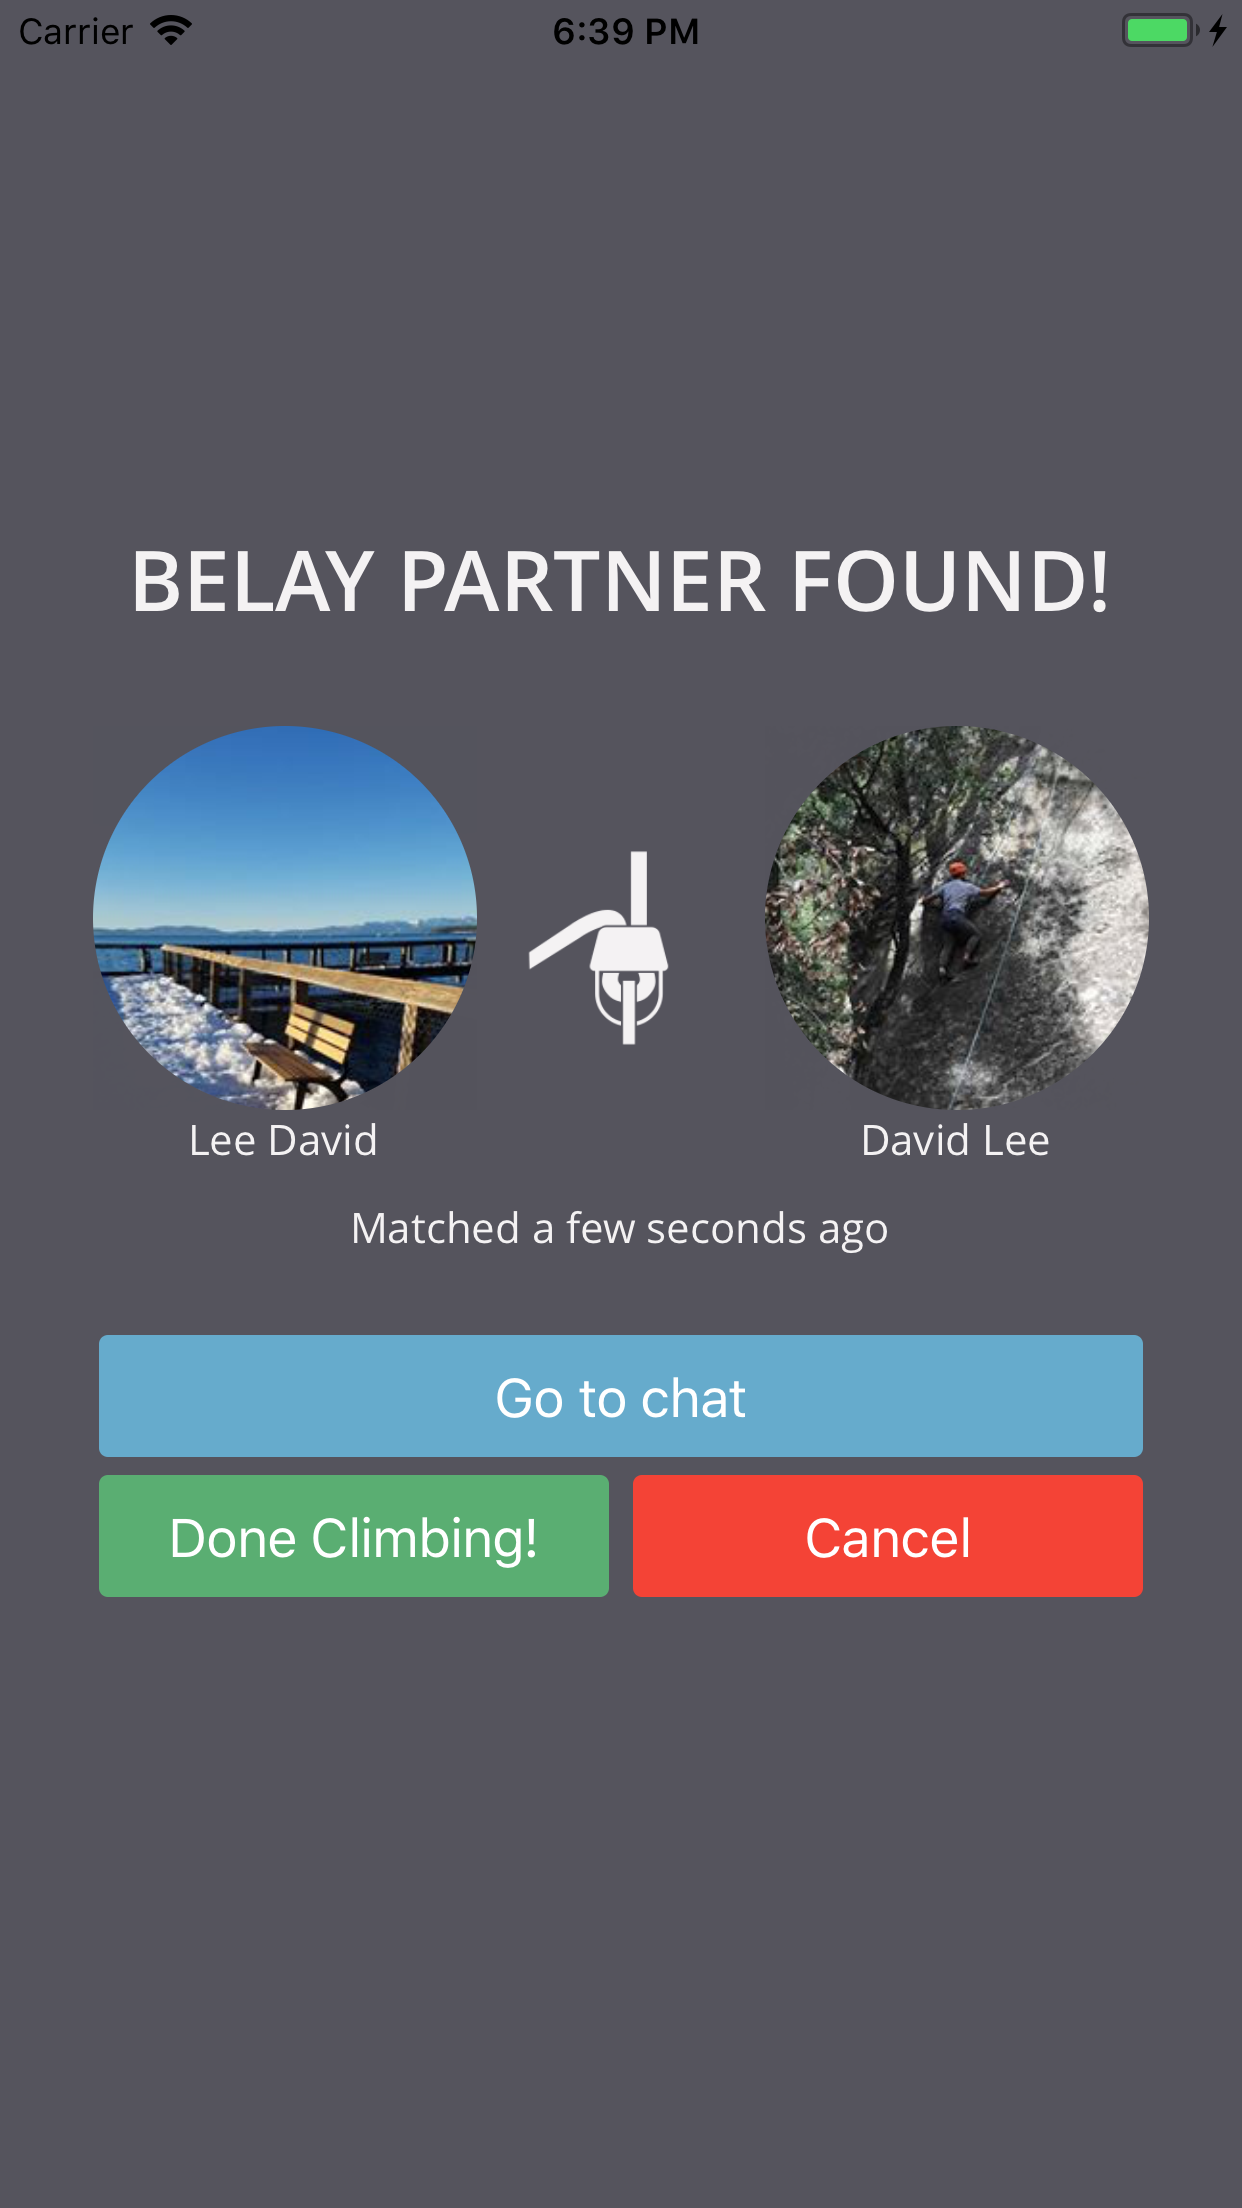 Carrier 6:39 PM
BELAY PARTNER FOUND!
Lee David David Lee
Matched a few seconds ago
Go to chat
Done Climbing! Cancel